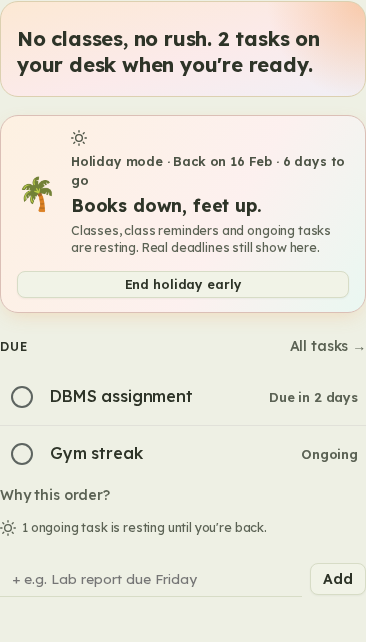 No classes, no rush. 2 tasks on
your desk when you're ready.
Holiday mode · Back on 16 Feb · 6 days to
go
Books down, feet up.
Classes, class reminders and ongoing tasks
are resting. Real deadlines still show here.
End holiday early
DUE All tasks →
DBMS assignment Due in 2 days
Gym streak Ongoing
Why this order?
1 ongoing task is resting until you're back.
+ e.g. Lab report due Friday Add